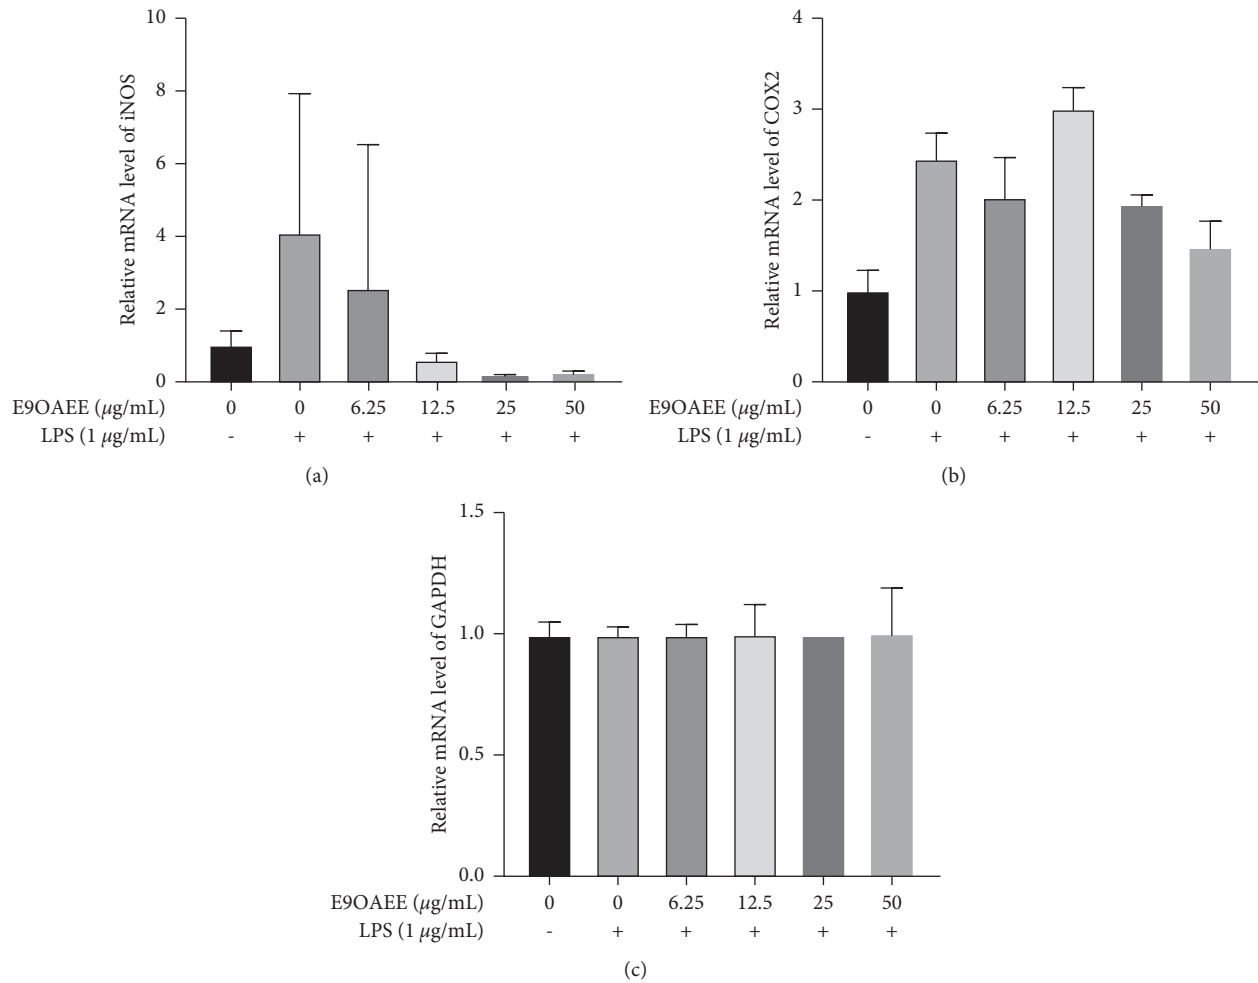 Relative mRNA level of iNOS
10
8
6
4
2
0
E9OAEE (μg/mL) 0 0 6.25 12.5 25 50
LPS (1 μg/mL) - + + + + +
(a)
Relative mRNA level of COX2
4
3
2
1
0
E9OAEE (μg/mL) 0 0 6.25 12.5 25 50
LPS (1 μg/mL) - + + + + +
(b)
Relative mRNA level of GAPDH
1.5
1.0
0.5
0.0
E9OAEE (μg/mL) 0 0 6.25 12.5 25 50
LPS (1 μg/mL) - + + + + +
(c)